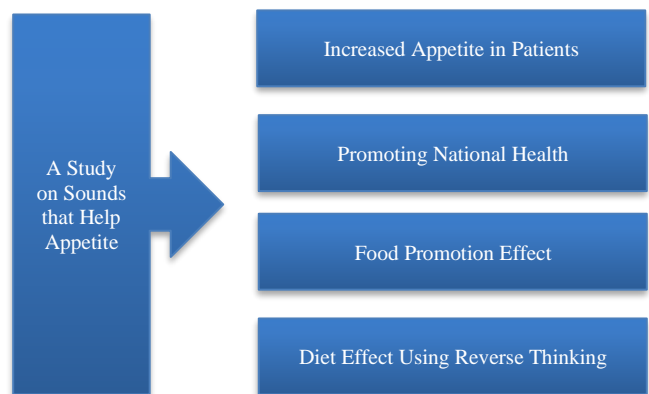 A Study
on Sounds
that Help
Appetite
Increased Appetite in Patients
Promoting National Health
Food Promotion Effect
Diet Effect Using Reverse Thinking